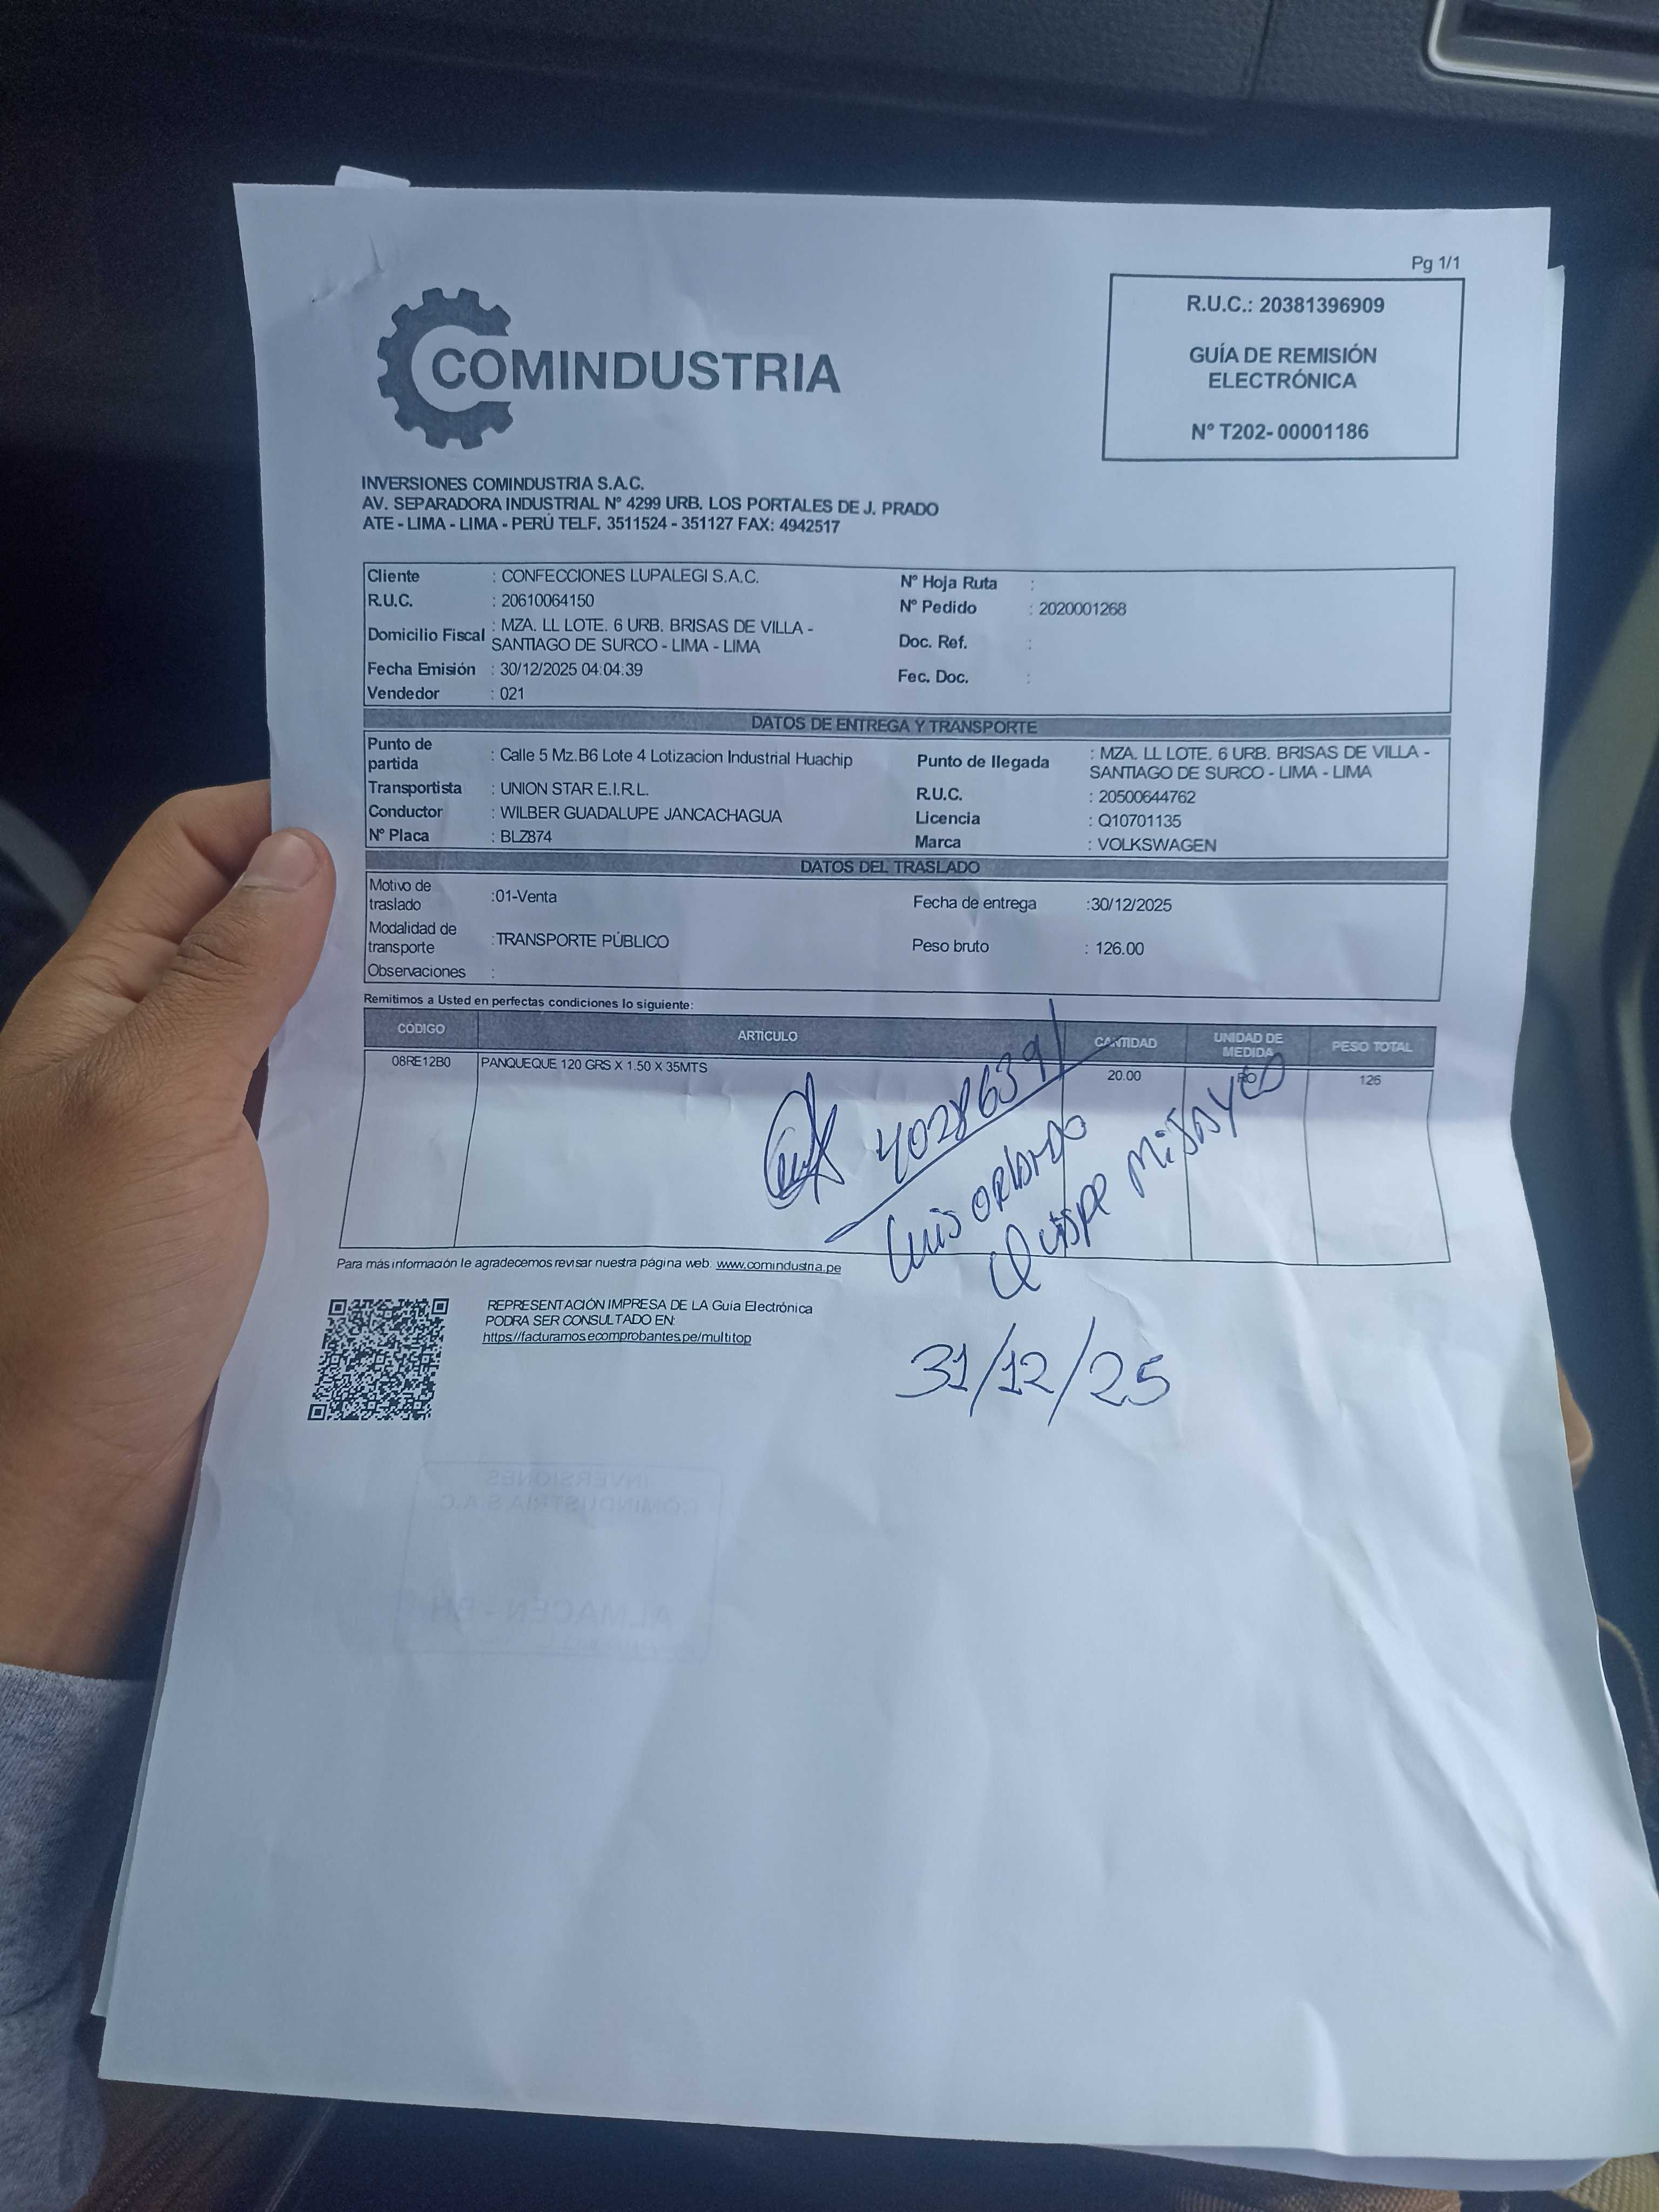 Pg 1/1
COMINDUSTRIA
R.U.C.: 20381396909
GUÍA DE REMISIÓN
ELECTRÓNICA
N° T202- 00001186
INVERSIONES COMINDUSTRIA S.A.C.
AV. SEPARADORA INDUSTRIAL N° 4299 URB. LOS PORTALES DE J. PRADO
ATE - LIMA - LIMA - PERÚ TELF. 3511524 - 351127 FAX: 4942517
Cliente : CONFECCIONES LUPALEGI S.A.C.
R.U.C. : 20610064150
Domicilio Fiscal : MZA. LL LOTE. 6 URB. BRISAS DE VILLA -
SANTIAGO DE SURCO - LIMA - LIMA
Fecha Emisión : 30/12/2025 04:04:39
Vendedor : 021
N° Hoja Ruta :
N° Pedido : 2020001268
Doc. Ref. :
Fec. Doc. :
DATOS DE ENTREGA Y TRANSPORTE
Punto de
partida : Calle 5 Mz.B6 Lote 4 Lotizacion Industrial Huachip
Transportista : UNION STAR E.I.R.L.
Conductor : WILBER GUADALUPE JANCACHAGUA
N° Placa : BLZ874
Punto de llegada : MZA. LL LOTE. 6 URB. BRISAS DE VILLA -
SANTIAGO DE SURCO - LIMA - LIMA
R.U.C. : 20500644762
Licencia : Q10701135
Marca : VOLKSWAGEN
DATOS DEL TRASLADO
Motivo de
traslado :01-Venta
Modalidad de
transporte :TRANSPORTE PÚBLICO
Observaciones :
Fecha de entrega :30/12/2025
Peso bruto : 126.00
Remitimos a Usted en perfectas condiciones lo siguiente:
CÓDIGO ARTÍCULO CANTIDAD UNIDAD DE MEDIDA PESO TOTAL
08RE12B0 PANQUEQUE 120 GRS X 1.50 X 35MTS 20.00 RO 126
40286391
Luis Orlando
Quispe Misayco
31/12/25
Para más información le agradecemos revisar nuestra página web: www.comindustria.pe
REPRESENTACIÓN IMPRESA DE LA Guía Electrónica
PODRA SER CONSULTADO EN:
https://facturamos.ecomprobantes.pe/multitop
INVERSIONES
COMINDUSTRIA S.A.C.